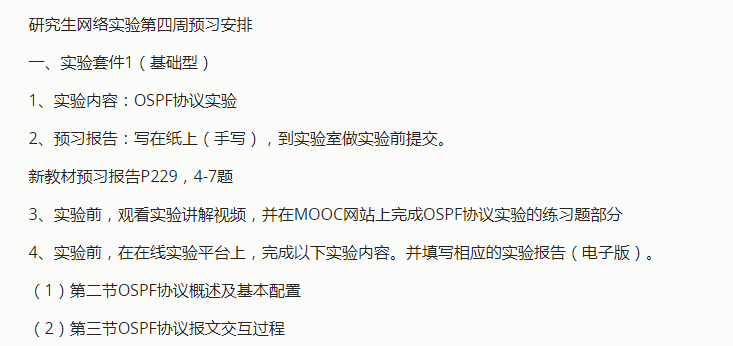 研究生网络实验第四周预习安排
一、实验套件1（基础型）
1、实验内容：OSPF协议实验
2、预习报告：写在纸上（手写），到实验室做实验前提交。
新教材预习报告P229，4-7题
3、实验前，观看实验讲解视频，并在MOOC网站上完成OSPF协议实验的练习题部分
4、实验前，在在线实验平台上，完成以下实验内容。并填写相应的实验报告（电子版）。
（1）第二节OSPF协议概述及基本配置
（2）第三节OSPF协议报文交互过程